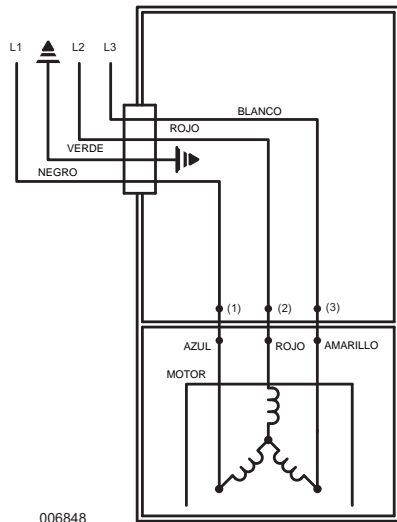 L1 L2 L3
BLANCO
ROJO
VERDE
NEGRO
(1) (2) (3)
AZUL ROJO AMARILLO
MOTOR
006848